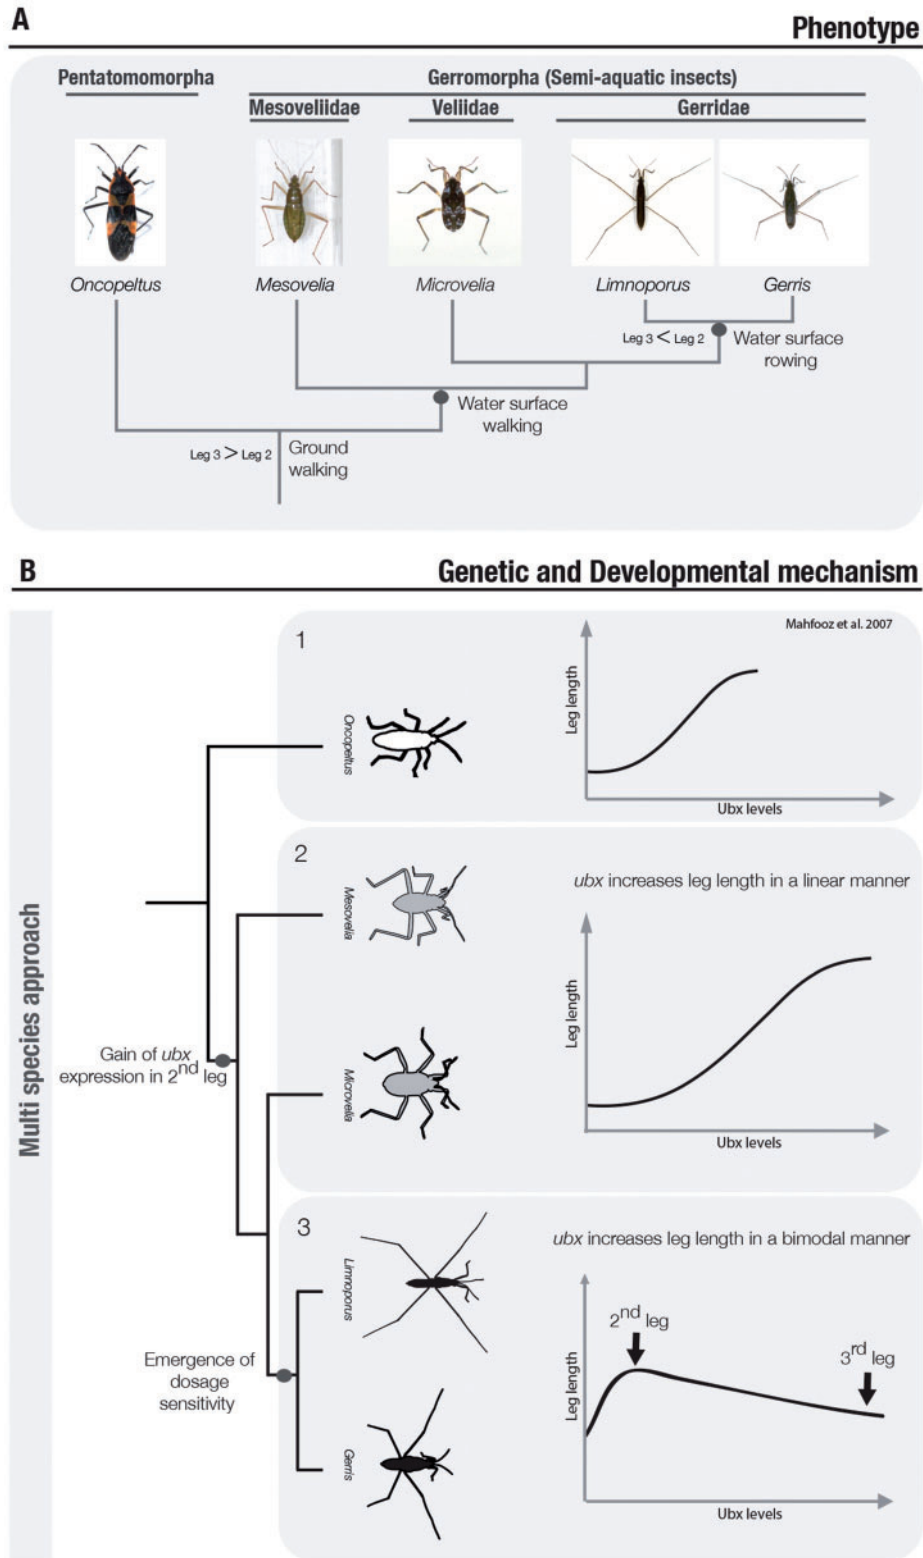 A
Phenotype
Pentatomomorpha
Gerromorpha (Semi-aquatic insects)
Mesoveliidae
Veliidae
Gerridae
Oncopeltus
Mesovelia
Microvelia
Limnoporus
Gerris
Leg 3 < Leg 2
Water surface
rowing
Water surface
walking
Leg 3 > Leg 2
Ground
walking
B
Genetic and Developmental mechanism
Multi species approach
1
Mahfooz et al. 2007
Oncopeltus
Leg length
Ubx levels
2
ubx increases leg length in a linear manner
Mesovelia
Microvelia
Leg length
Ubx levels
Gain of ubx
expression in 2nd leg
3
ubx increases leg length in a bimodal manner
Limnoporus
Gerris
2nd leg
3rd leg
Leg length
Ubx levels
Emergence of
dosage
sensitivity